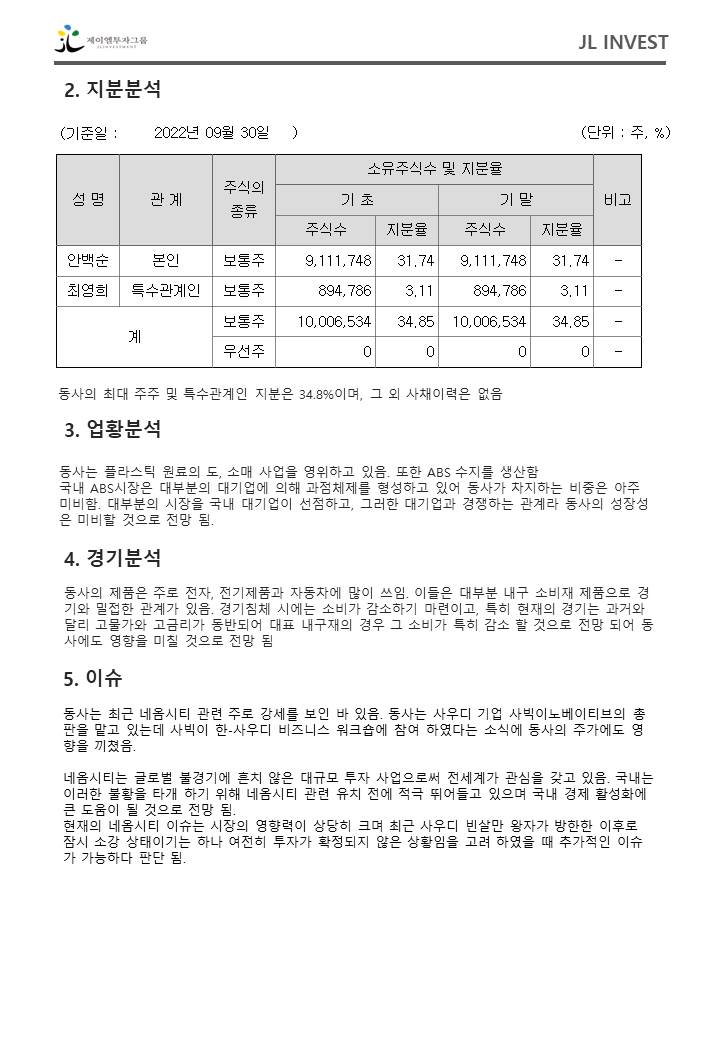 제이엘투자그룹
JLINVESTMENT
JL INVEST
2. 지분분석
(기준일 : 2022년 09월 30일 ) (단위 : 주, %)
성 명 관 계 주식의 종류 소유주식수 및 지분율 비고
기 초 기 말
주식수 지분율 주식수 지분율
안백순 본인 보통주 9,111,748 31.74 9,111,748 31.74 -
최영희 특수관계인 보통주 894,786 3.11 894,786 3.11 -
계 보통주 10,006,534 34.85 10,006,534 34.85 -
우선주 0 0 0 0 -
동사의 최대 주주 및 특수관계인 지분은 34.8%이며, 그 외 사채이력은 없음
3. 업황분석
동사는 플라스틱 원료의 도, 소매 사업을 영위하고 있음. 또한 ABS 수지를 생산함
국내 ABS시장은 대부분의 대기업에 의해 과점체제를 형성하고 있어 동사가 차지하는 비중은 아주
미비함. 대부분의 시장을 국내 대기업이 선점하고, 그러한 대기업과 경쟁하는 관계라 동사의 성장성
은 미비할 것으로 전망 됨.
4. 경기분석
동사의 제품은 주로 전자, 전기제품과 자동차에 많이 쓰임. 이들은 대부분 내구 소비재 제품으로 경
기와 밀접한 관계가 있음. 경기침체 시에는 소비가 감소하기 마련이고, 특히 현재의 경기는 과거와
달리 고물가와 고금리가 동반되어 대표 내구재의 경우 그 소비가 특히 감소 할 것으로 전망 되어 동
사에도 영향을 미칠 것으로 전망 됨
5. 이슈
동사는 최근 네옴시티 관련 주로 강세를 보인 바 있음. 동사는 사우디 기업 사빅이노베이티브의 총
판을 맡고 있는데 사빅이 한-사우디 비즈니스 워크숍에 참여 하였다는 소식에 동사의 주가에도 영
향을 끼쳤음.
네옴시티는 글로벌 불경기에 흔치 않은 대규모 투자 사업으로써 전세계가 관심을 갖고 있음. 국내는
이러한 불황을 타개 하기 위해 네옴시티 관련 유치 전에 적극 뛰어들고 있으며 국내 경제 활성화에
큰 도움이 될 것으로 전망 됨.
현재의 네옴시티 이슈는 시장의 영향력이 상당히 크며 최근 사우디 빈살만 왕자가 방한한 이후로
잠시 소강 상태이기는 하나 여전히 투자가 확정되지 않은 상황임을 고려 하였을 때 추가적인 이슈
가 가능하다 판단 됨.